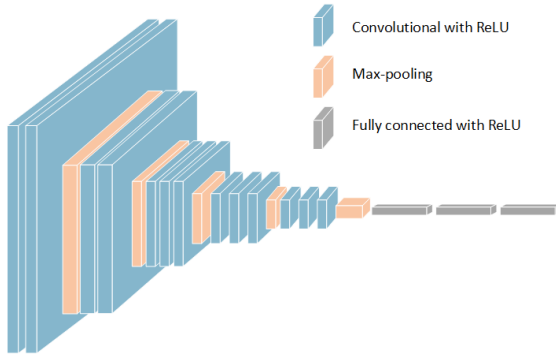 Convolutional with ReLU
Max-pooling
Fully connected with ReLU